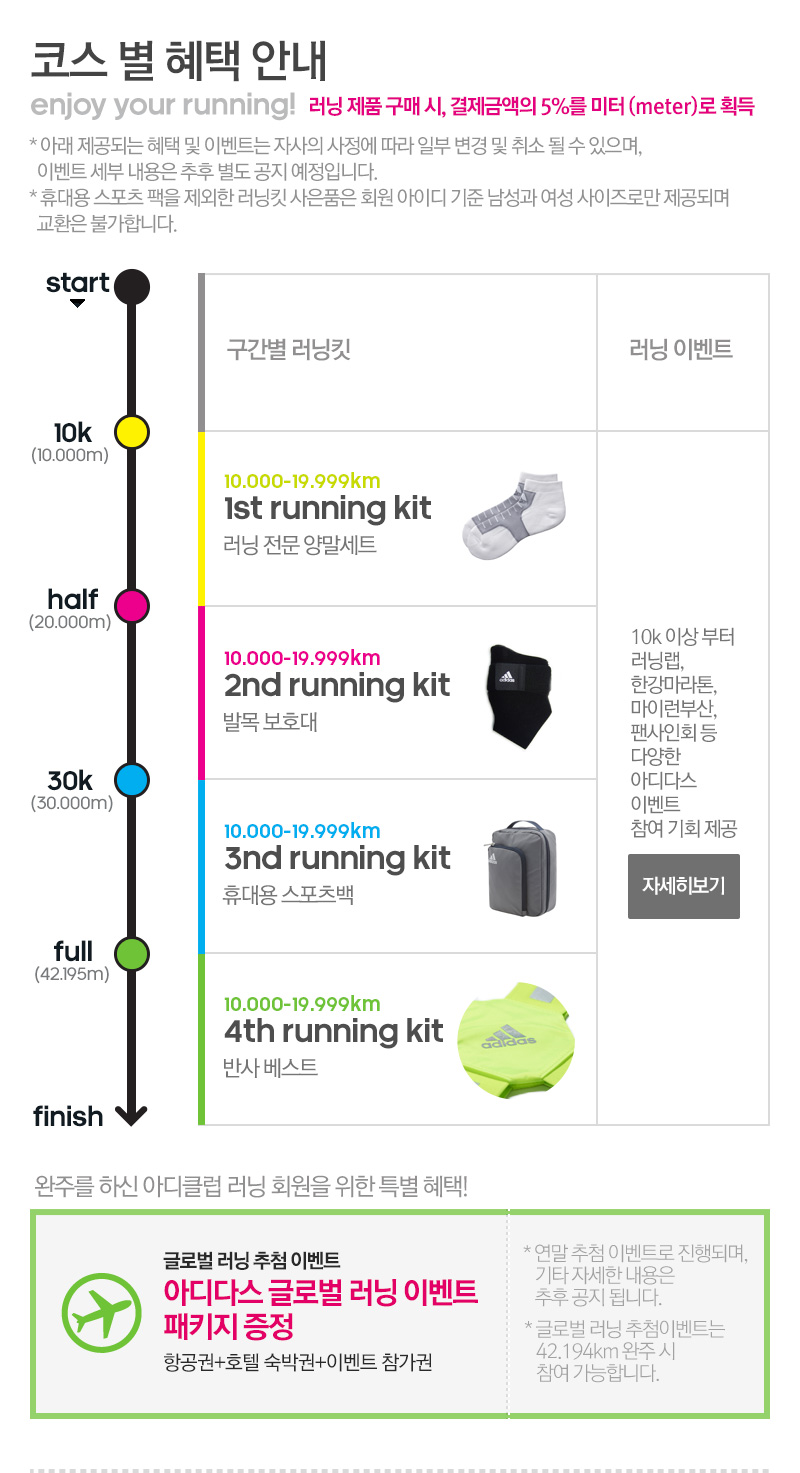 코스 별 혜택 안내
enjoy your running! 러닝 제품 구매 시, 결제금액의 5%를 미터 (meter)로 획득
* 아래 제공되는 혜택 및 이벤트는 자사의 사정에 따라 일부 변경 및 취소 될 수 있으며,
이벤트 세부 내용은 추후 별도 공지 예정입니다.
* 휴대용 스포츠 팩을 제외한 러닝킷 사은품은 회원 아이디 기준 남성과 여성 사이즈로만 제공되며
교환은 불가합니다.
start
구간별 러닝킷
러닝 이벤트
10k
(10.000m)
10.000-19.999km
1st running kit
러닝 전문 양말세트
half
(20.000m)
10.000-19.999km
2nd running kit
발목 보호대
adidas
30k
(30.000m)
10.000-19.999km
3nd running kit
휴대용 스포츠백
full
(42.195m)
10.000-19.999km
4th running kit
반사 베스트
adidas
finish
10k 이상 부터
러닝랩,
한강마라톤,
마이런부산,
팬사인회 등
다양한
아디다스
이벤트
참여 기회 제공
자세히보기
완주를 하신 아디클럽 러닝 회원을 위한 특별 혜택!
글로벌 러닝 추첨 이벤트
아디다스 글로벌 러닝 이벤트
패키지 증정
항공권+호텔 숙박권+이벤트 참가권
* 연말 추첨 이벤트로 진행되며,
기타 자세한 내용은
추후 공지 됩니다.
* 글로벌 러닝 추첨이벤트는
42.194km 완주 시
참여 가능합니다.